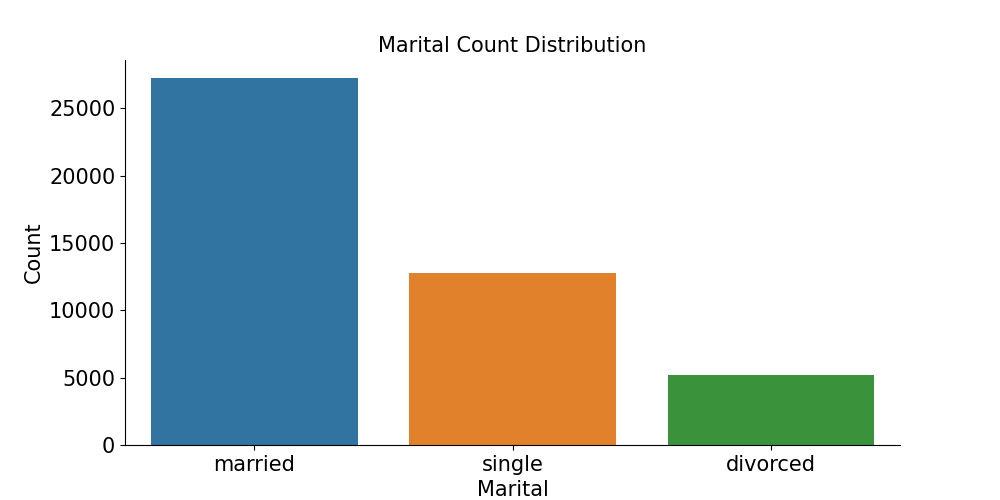 Marital Count Distribution
25000
20000
15000
10000
5000
0
Count
married single divorced
Marital